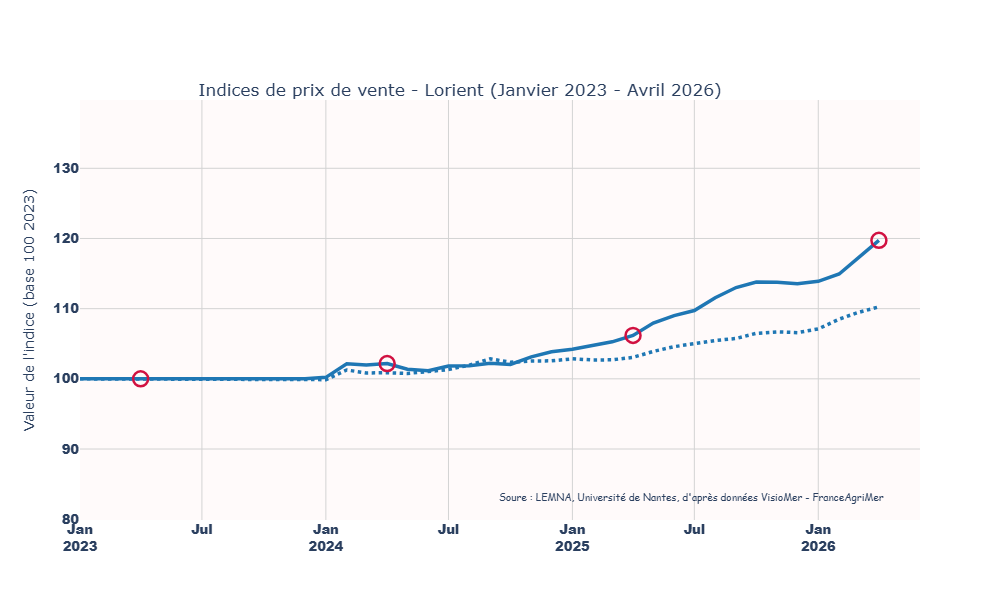 Indices de prix de vente - Lorient (Janvier 2023 - Avril 2026)
Valeur de l'indice (base 100 2023)
130
120
110
100
90
80
Soure : LEMNA, Université de Nantes, d'après données VisioMer - FranceAgriMer
Jan Jul Jan Jul Jan Jul Jan
2023 2024 2025 2026